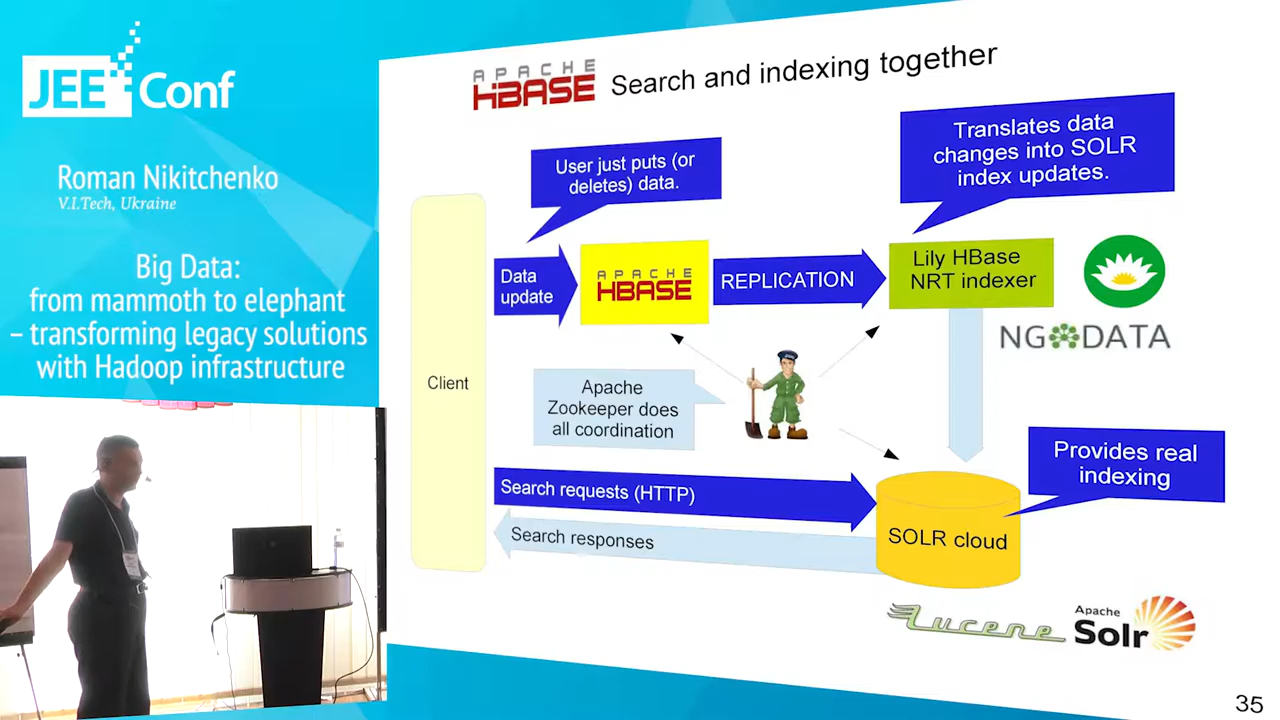 JEE Conf
Roman Nikitchenko
V.I.Tech, Ukraine
Big Data:
from mammoth to elephant
– transforming legacy solutions
with Hadoop infrastructure
APACHE
HBASE
Search and indexing together
User just puts (or
deletes) data.
Translates data
changes into SOLR
index updates.
Data
update
APACHE
HBASE
REPLICATION
Lily HBase
NRT indexer
NGDATA
Client
Apache
Zookeeper does
all coordination
Provides real
indexing
Search requests (HTTP)
Search responses
SOLR cloud
Lucene
Apache
Solr
35